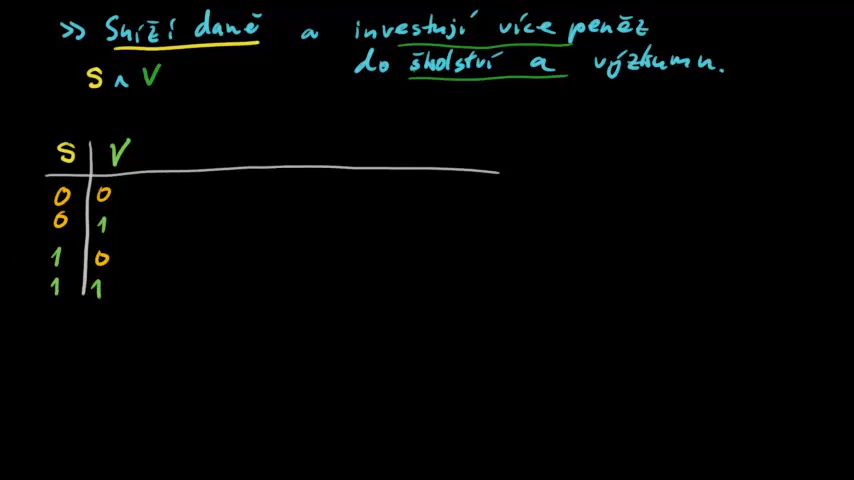 >> Sníží daně a investují více peněz
do školství a výzkumu.
S ∧ V
S V
0 0
0 1
1 0
1 1